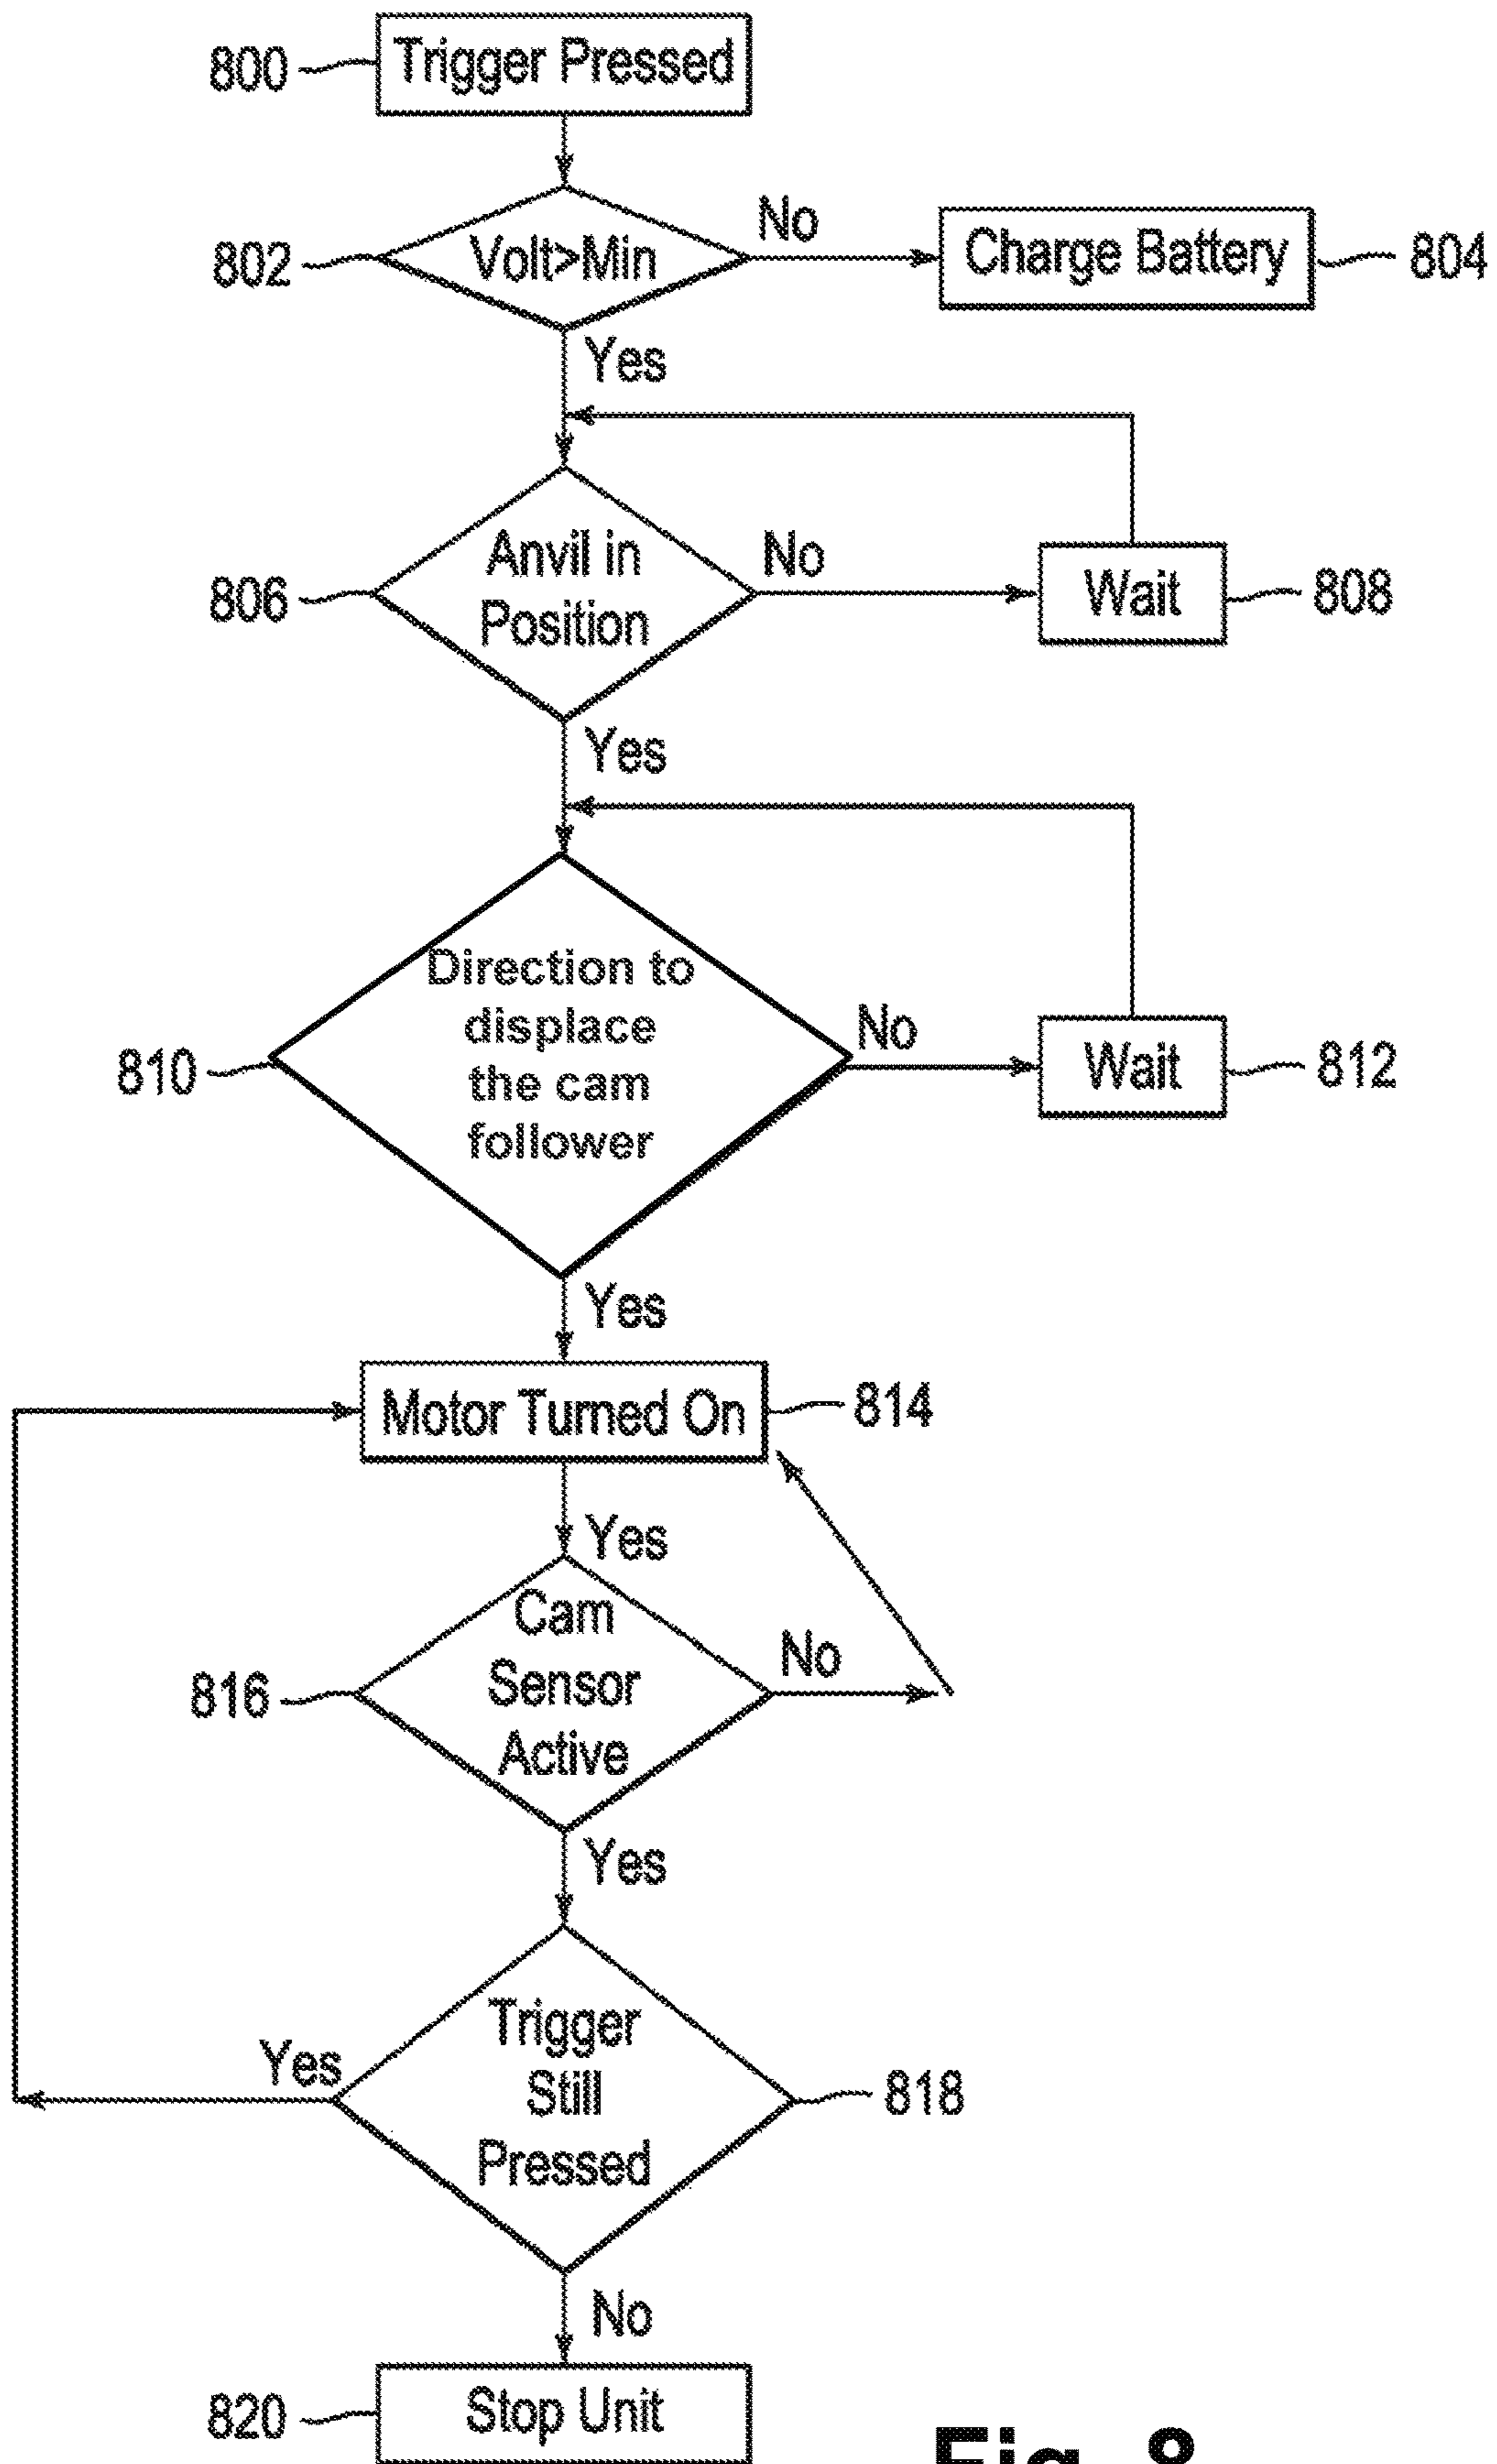 800
Trigger Pressed
802
Volt>Min
No
Charge Battery
804
Yes
806
Anvil in
Position
No
Wait
808
Yes
810
Direction to
displace
the cam
follower
No
Wait
812
Yes
Motor Turned On
814
Yes
816
Cam
Sensor
Active
No
Yes
Yes
Trigger
Still
Pressed
818
No
820
Stop Unit
Fig. 8